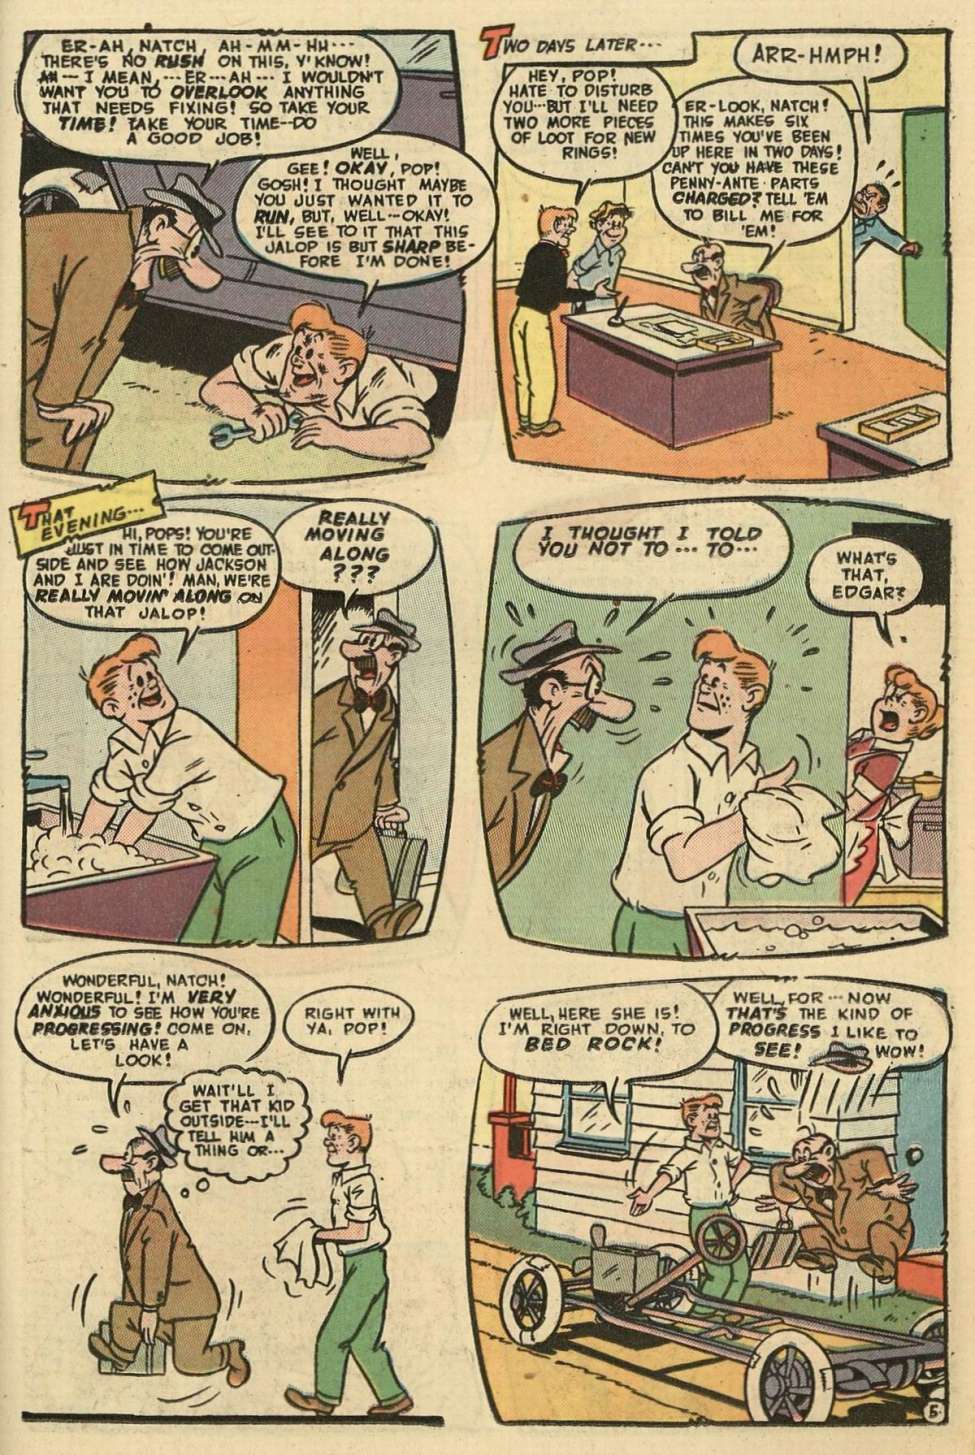 ER-AH, NATCH, AH-MM-HH---
THERE'S NO RUSH ON THIS, Y'KNOW!
AH-- I MEAN,---ER---AH--- I WOULDN'T
WANT YOU TO OVERLOOK ANYTHING
THAT NEEDS FIXING! SO TAKE YOUR
TIME! TAKE YOUR TIME--DO
A GOOD JOB!
WELL,
GEE! OKAY, POP!
GOSH! I THOUGHT MAYBE
YOU JUST WANTED IT TO
RUN, BUT, WELL---OKAY!
I'LL SEE TO IT THAT THIS
JALOP IS BUT SHARP BE-
FORE I'M DONE!
TWO DAYS LATER---
HEY, POP!
HATE TO DISTURB
YOU---BUT I'LL NEED
TWO MORE PIECES
OF LOOT FOR NEW
RINGS!
ER-LOOK, NATCH!
THIS MAKES SIX
TIMES YOU'VE BEEN
UP HERE IN TWO DAYS!
CAN'T YOU HAVE THESE
PENNY-ANTE PARTS
CHARGED? TELL 'EM
TO BILL ME FOR
'EM!
ARR-HMPH!
THAT
EVENING---
HI, POPS! YOU'RE
JUST IN TIME TO COME OUT-
SIDE AND SEE HOW JACKSON
AND I ARE DOIN'! MAN, WE'RE
REALLY MOVIN' ALONG ON
THAT JALOP!
REALLY
MOVING
ALONG
???
I THOUGHT I TOLD
YOU NOT TO --- TO---
WHAT'S
THAT,
EDGAR?
WONDERFUL, NATCH!
WONDERFUL! I'M VERY
ANXIOUS TO SEE HOW YOU'RE
PROGRESSING! COME ON,
LET'S HAVE A
LOOK!
WAIT'LL I
GET THAT KID
OUTSIDE---I'LL
TELL HIM A
THING OR---
RIGHT WITH
YA, POP!
WELL, HERE SHE IS!
I'M RIGHT DOWN, TO
BED ROCK!
WELL, FOR --- NOW
THAT'S THE KIND OF
PROGRESS I LIKE TO
SEE! WOW!
5